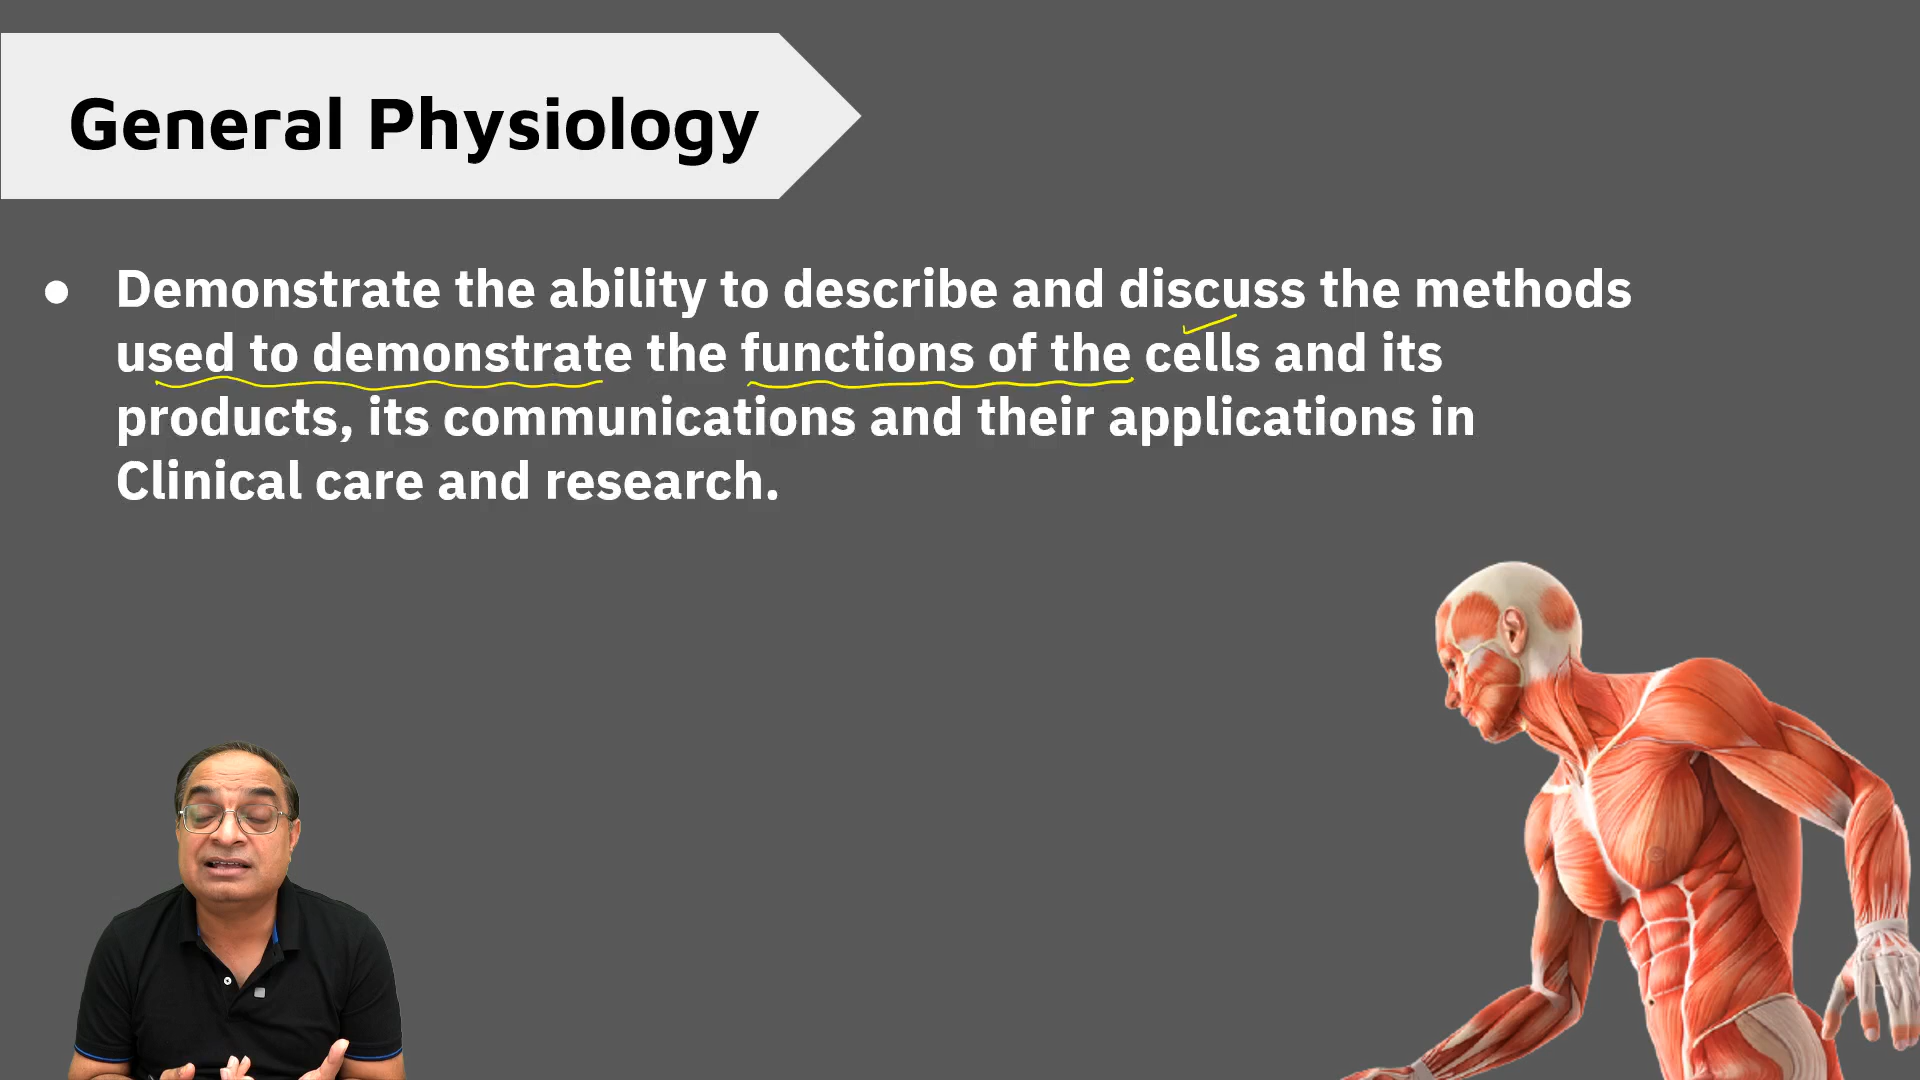 General Physiology
● Demonstrate the ability to describe and discuss the methods
used to demonstrate the functions of the cells and its
products, its communications and their applications in
Clinical care and research.